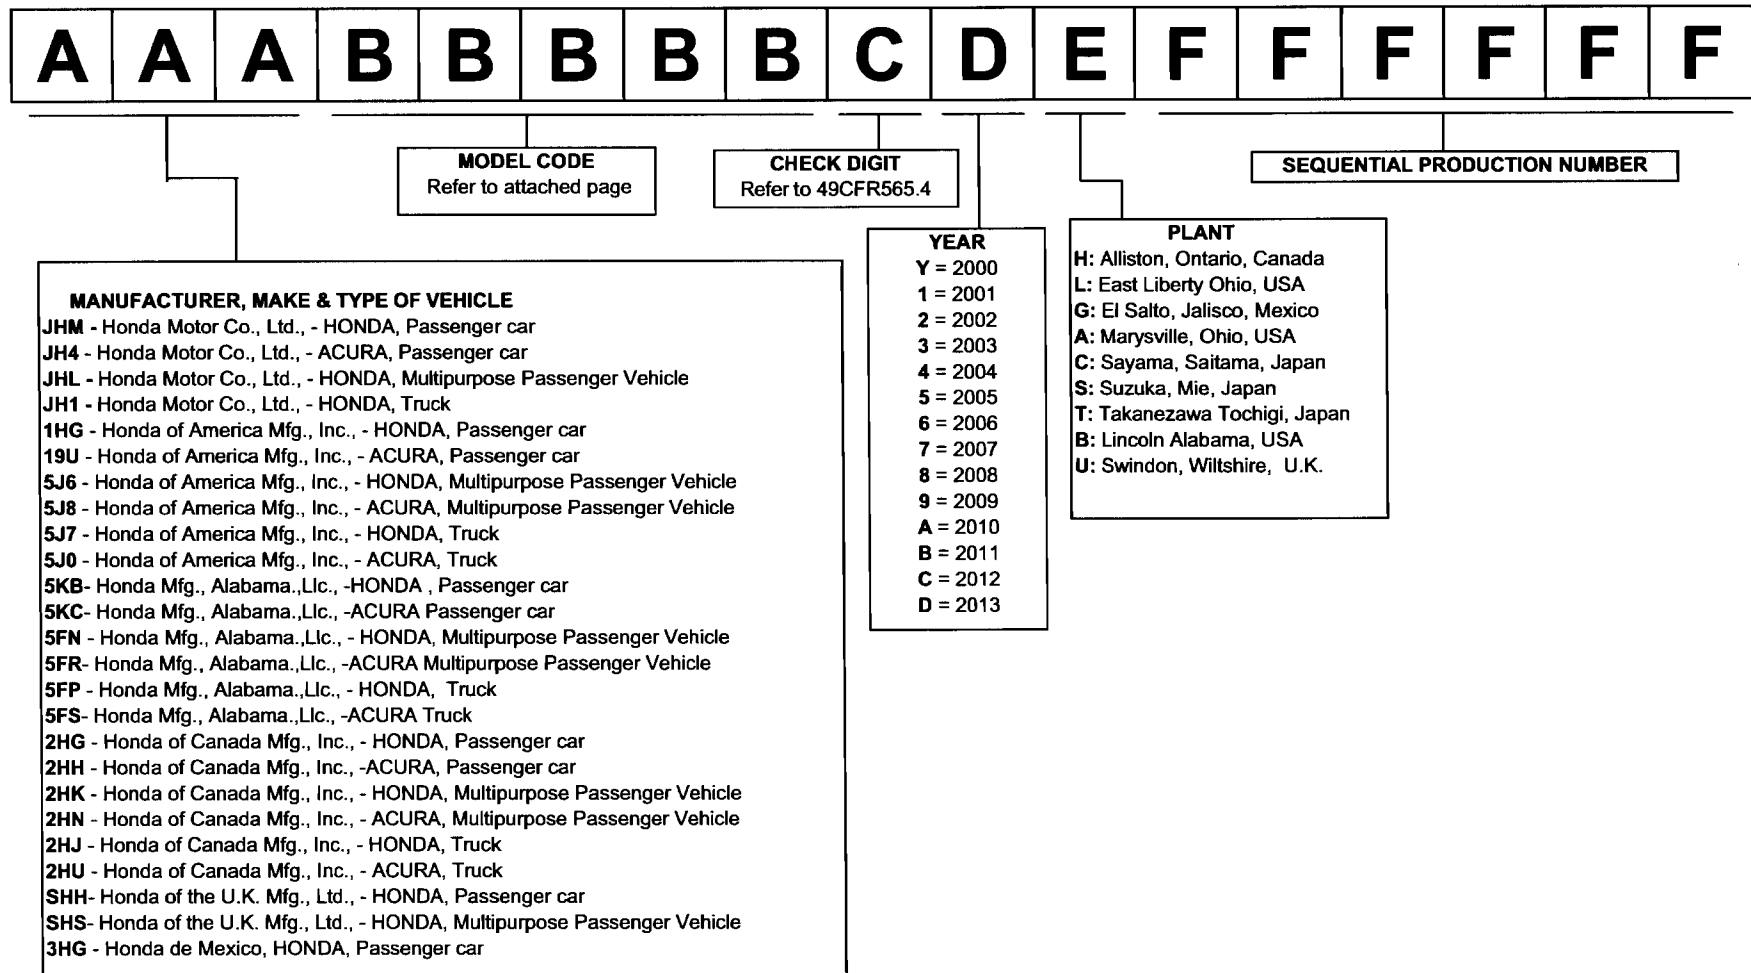 A A A B B B B B C D E F F F F F F
MODEL CODE
Refer to attached page
CHECK DIGIT
Refer to 49CFR565.4
SEQUENTIAL PRODUCTION NUMBER
MANUFACTURER, MAKE & TYPE OF VEHICLE
JHM - Honda Motor Co., Ltd., - HONDA, Passenger car
JH4 - Honda Motor Co., Ltd., - ACURA, Passenger car
JHL - Honda Motor Co., Ltd., - HONDA, Multipurpose Passenger Vehicle
JH1 - Honda Motor Co., Ltd., - HONDA, Truck
1HG - Honda of America Mfg., Inc., - HONDA, Passenger car
19U - Honda of America Mfg., Inc., - ACURA, Passenger car
5J6 - Honda of America Mfg., Inc., - HONDA, Multipurpose Passenger Vehicle
5J8 - Honda of America Mfg., Inc., - ACURA, Multipurpose Passenger Vehicle
5J7 - Honda of America Mfg., Inc., - HONDA, Truck
5J0 - Honda of America Mfg., Inc., - ACURA, Truck
5KB- Honda Mfg., Alabama.,Llc., -HONDA , Passenger car
5KC- Honda Mfg., Alabama.,Llc., -ACURA Passenger car
5FN - Honda Mfg., Alabama.,Llc., - HONDA, Multipurpose Passenger Vehicle
5FR- Honda Mfg., Alabama.,Llc., -ACURA Multipurpose Passenger Vehicle
5FP - Honda Mfg., Alabama.,Llc., - HONDA, Truck
5FS- Honda Mfg., Alabama.,Llc., -ACURA Truck
2HG - Honda of Canada Mfg., Inc., - HONDA, Passenger car
2HH - Honda of Canada Mfg., Inc., -ACURA, Passenger car
2HK - Honda of Canada Mfg., Inc., - HONDA, Multipurpose Passenger Vehicle
2HN - Honda of Canada Mfg., Inc., - ACURA, Multipurpose Passenger Vehicle
2HJ - Honda of Canada Mfg., Inc., - HONDA, Truck
2HU - Honda of Canada Mfg., Inc., - ACURA, Truck
SHH- Honda of the U.K. Mfg., Ltd., - HONDA, Passenger car
SHS- Honda of the U.K. Mfg., Ltd., - HONDA, Multipurpose Passenger Vehicle
3HG - Honda de Mexico, HONDA, Passenger car
YEAR
Y = 2000
1 = 2001
2 = 2002
3 = 2003
4 = 2004
5 = 2005
6 = 2006
7 = 2007
8 = 2008
9 = 2009
A = 2010
B = 2011
C = 2012
D = 2013
PLANT
H: Alliston, Ontario, Canada
L: East Liberty Ohio, USA
G: El Salto, Jalisco, Mexico
A: Marysville, Ohio, USA
C: Sayama, Saitama, Japan
S: Suzuka, Mie, Japan
T: Takanezawa Tochigi, Japan
B: Lincoln Alabama, USA
U: Swindon, Wiltshire, U.K.